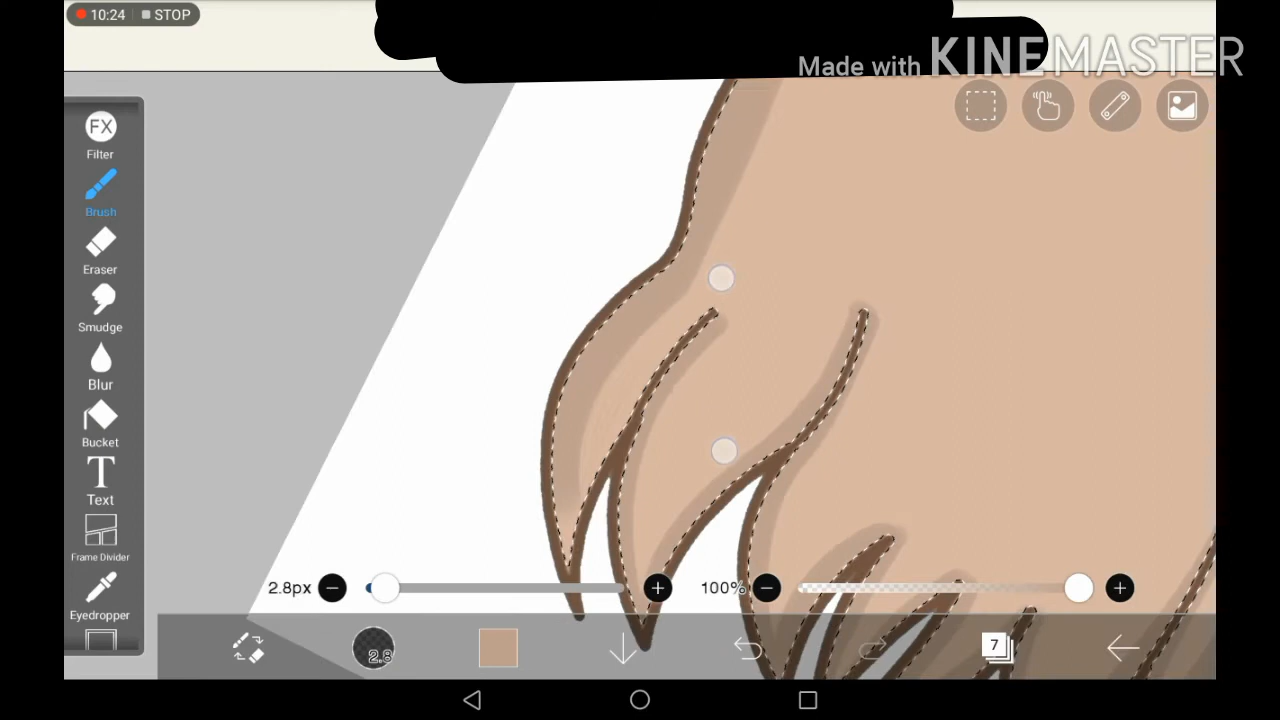 10:24 STOP
Made with KINEMASTER
FX
Filter
Brush
Eraser
Smudge
Blur
Bucket
T
Text
Frame Divider
Eyedropper
2.8px
100%
2.8
7